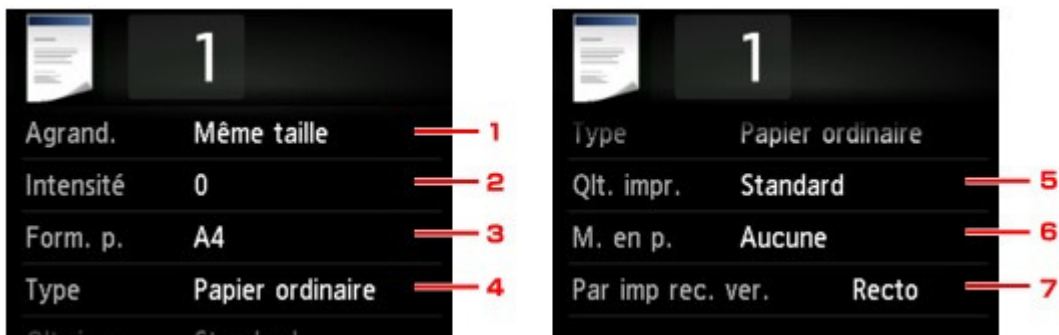 1
Agrand. Même taille 1
Intensité 0 2
Form. p. A4 3
Type Papier ordinaire 4
1
Type Papier ordinaire
Qlt. impr. Standard 5
M. en p. Aucune 6
Par imp rec. ver. Recto 7